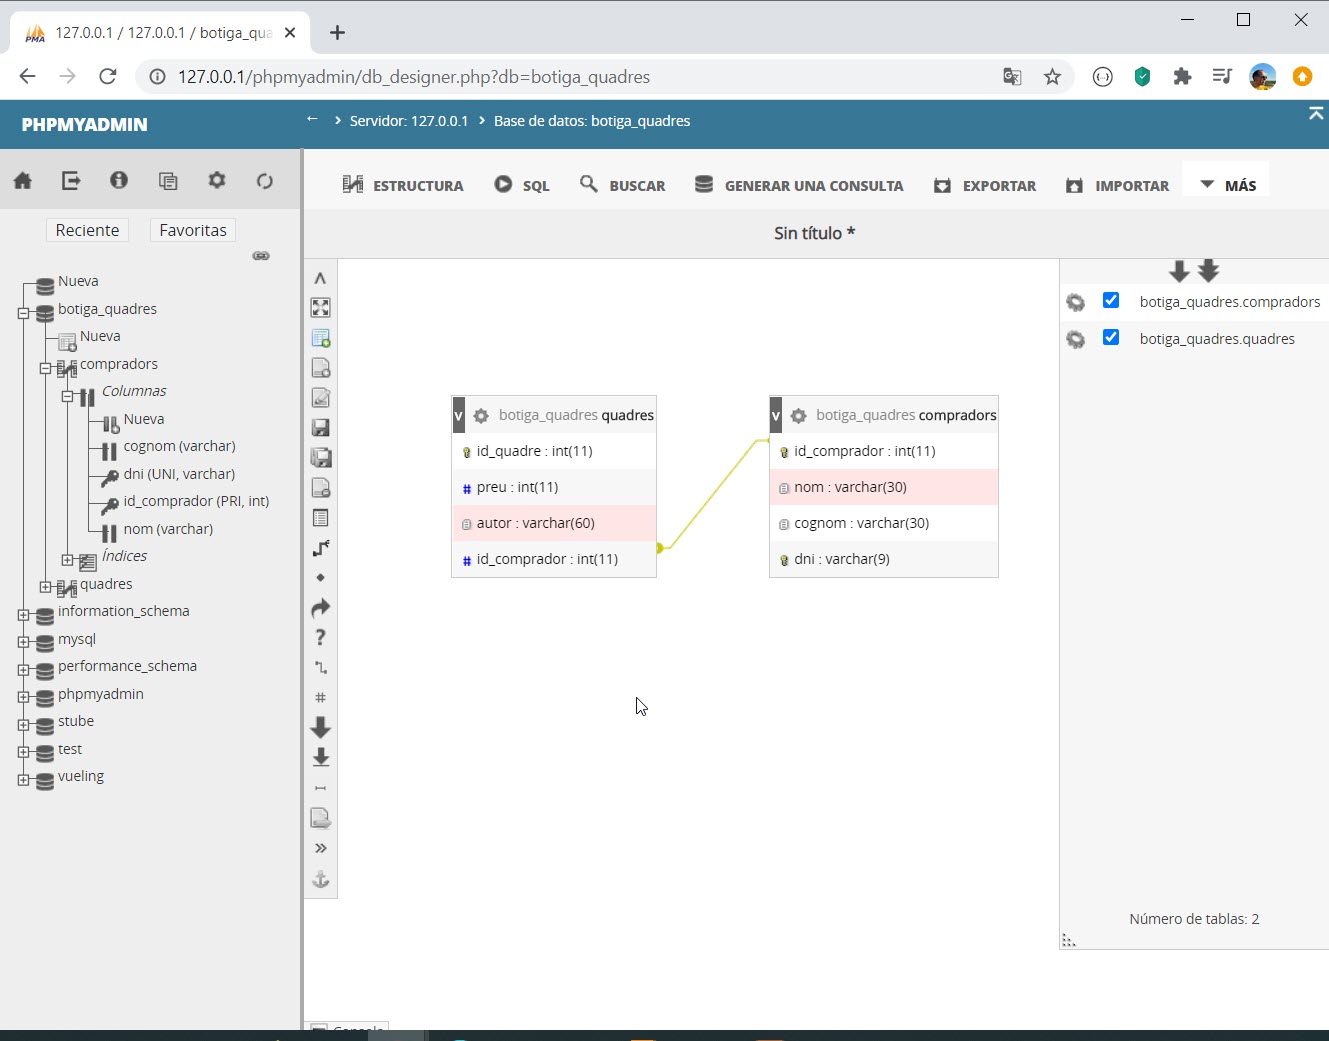 127.0.0.1 / 127.0.0.1 / botiga_qua
127.0.0.1/phpmyadmin/db_designer.php?db=botiga_quadres
PHPMYADMIN
Servidor: 127.0.0.1 › Base de datos: botiga_quadres
ESTRUCTURA SQL BUSCAR GENERAR UNA CONSULTA EXPORTAR IMPORTAR MÁS
Reciente Favoritas
Sin título *
Nueva
botiga_quadres
Nueva
compradors
Columnas
Nueva
cognom (varchar)
dni (UNI, varchar)
id_comprador (PRI, int)
nom (varchar)
Índices
quadres
information_schema
mysql
performance_schema
phpmyadmin
stube
test
vueling
v botiga_quadres quadres
id_quadre : int(11)
# preu : int(11)
autor : varchar(60)
# id_comprador : int(11)
v botiga_quadres compradors
id_comprador : int(11)
nom : varchar(30)
cognom : varchar(30)
dni : varchar(9)
botiga_quadres.compradors
botiga_quadres.quadres
Número de tablas: 2